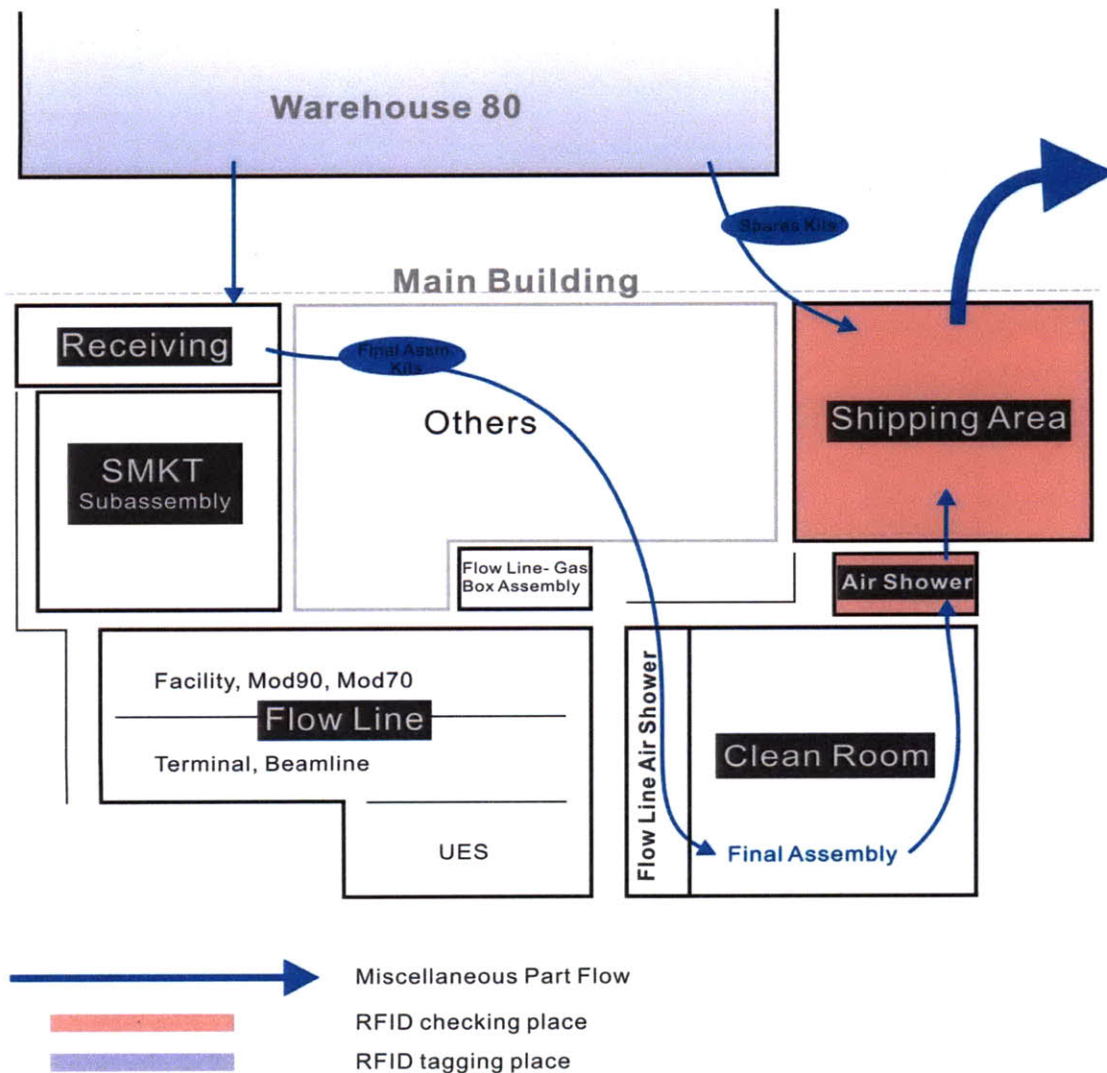 Warehouse 80
Spares Kits
Main Building
Receiving
Final Assm.
Kits
Others
Shipping Area
SMKT
Subassembly
Flow Line- Gas
Box Assembly
Air Shower
Facility, Mod90, Mod70
Flow Line
Terminal, Beamline
UES
Flow Line Air Shower
Clean Room
Final Assembly
Miscellaneous Part Flow
RFID checking place
RFID tagging place